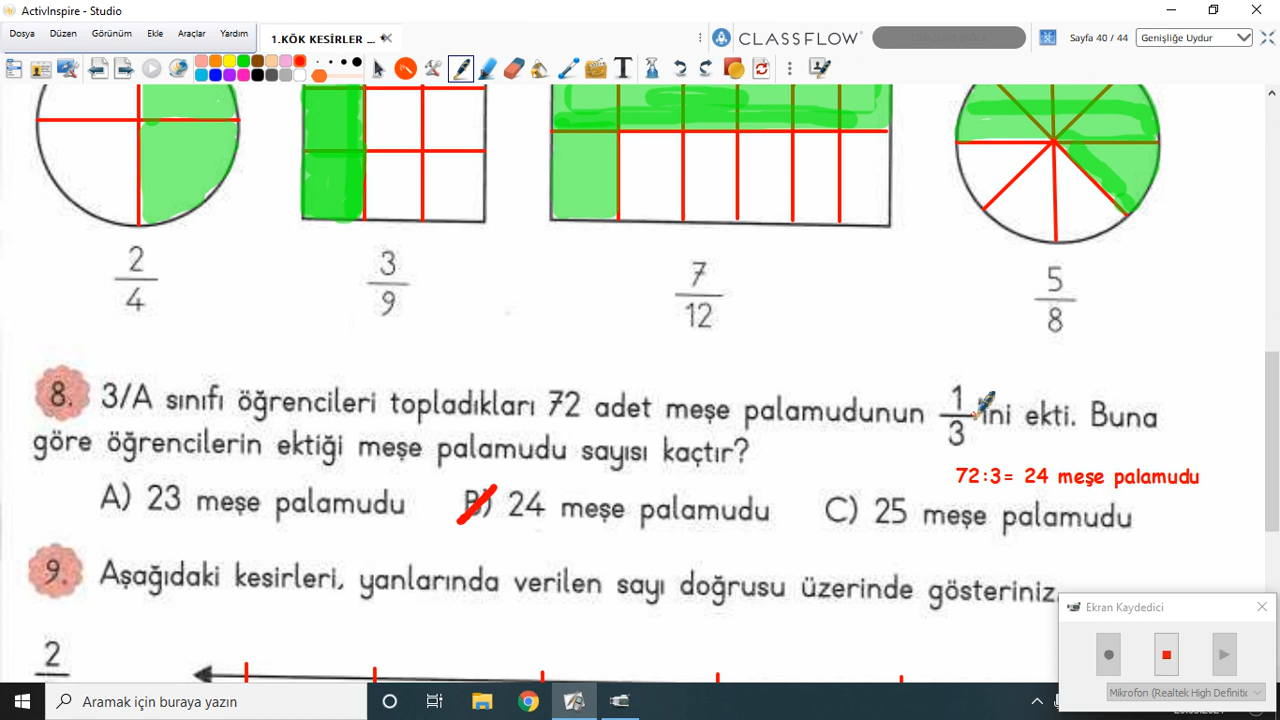 ActivInspire - Studio
Dosya Düzen Görünüm Ekle Araçlar Yardım
1.KÖK KESİRLER ...
CLASSFLOW
Sayfa 40 / 44
Genişliğe Uydur
2
4
3
9
7
12
5
8
8. 3/A sınıfı öğrencileri topladıkları 72 adet meşe palamudunun 1/3 ini ekti. Buna
göre öğrencilerin ektiği meşe palamudu sayısı kaçtır?
72:3= 24 meşe palamudu
A) 23 meşe palamudu B) 24 meşe palamudu C) 25 meşe palamudu
9. Aşağıdaki kesirleri, yanlarında verilen sayı doğrusu üzerinde gösteriniz.
2
Ekran Kaydedici
Mikrofon (Realtek High Definitic
Aramak için buraya yazın